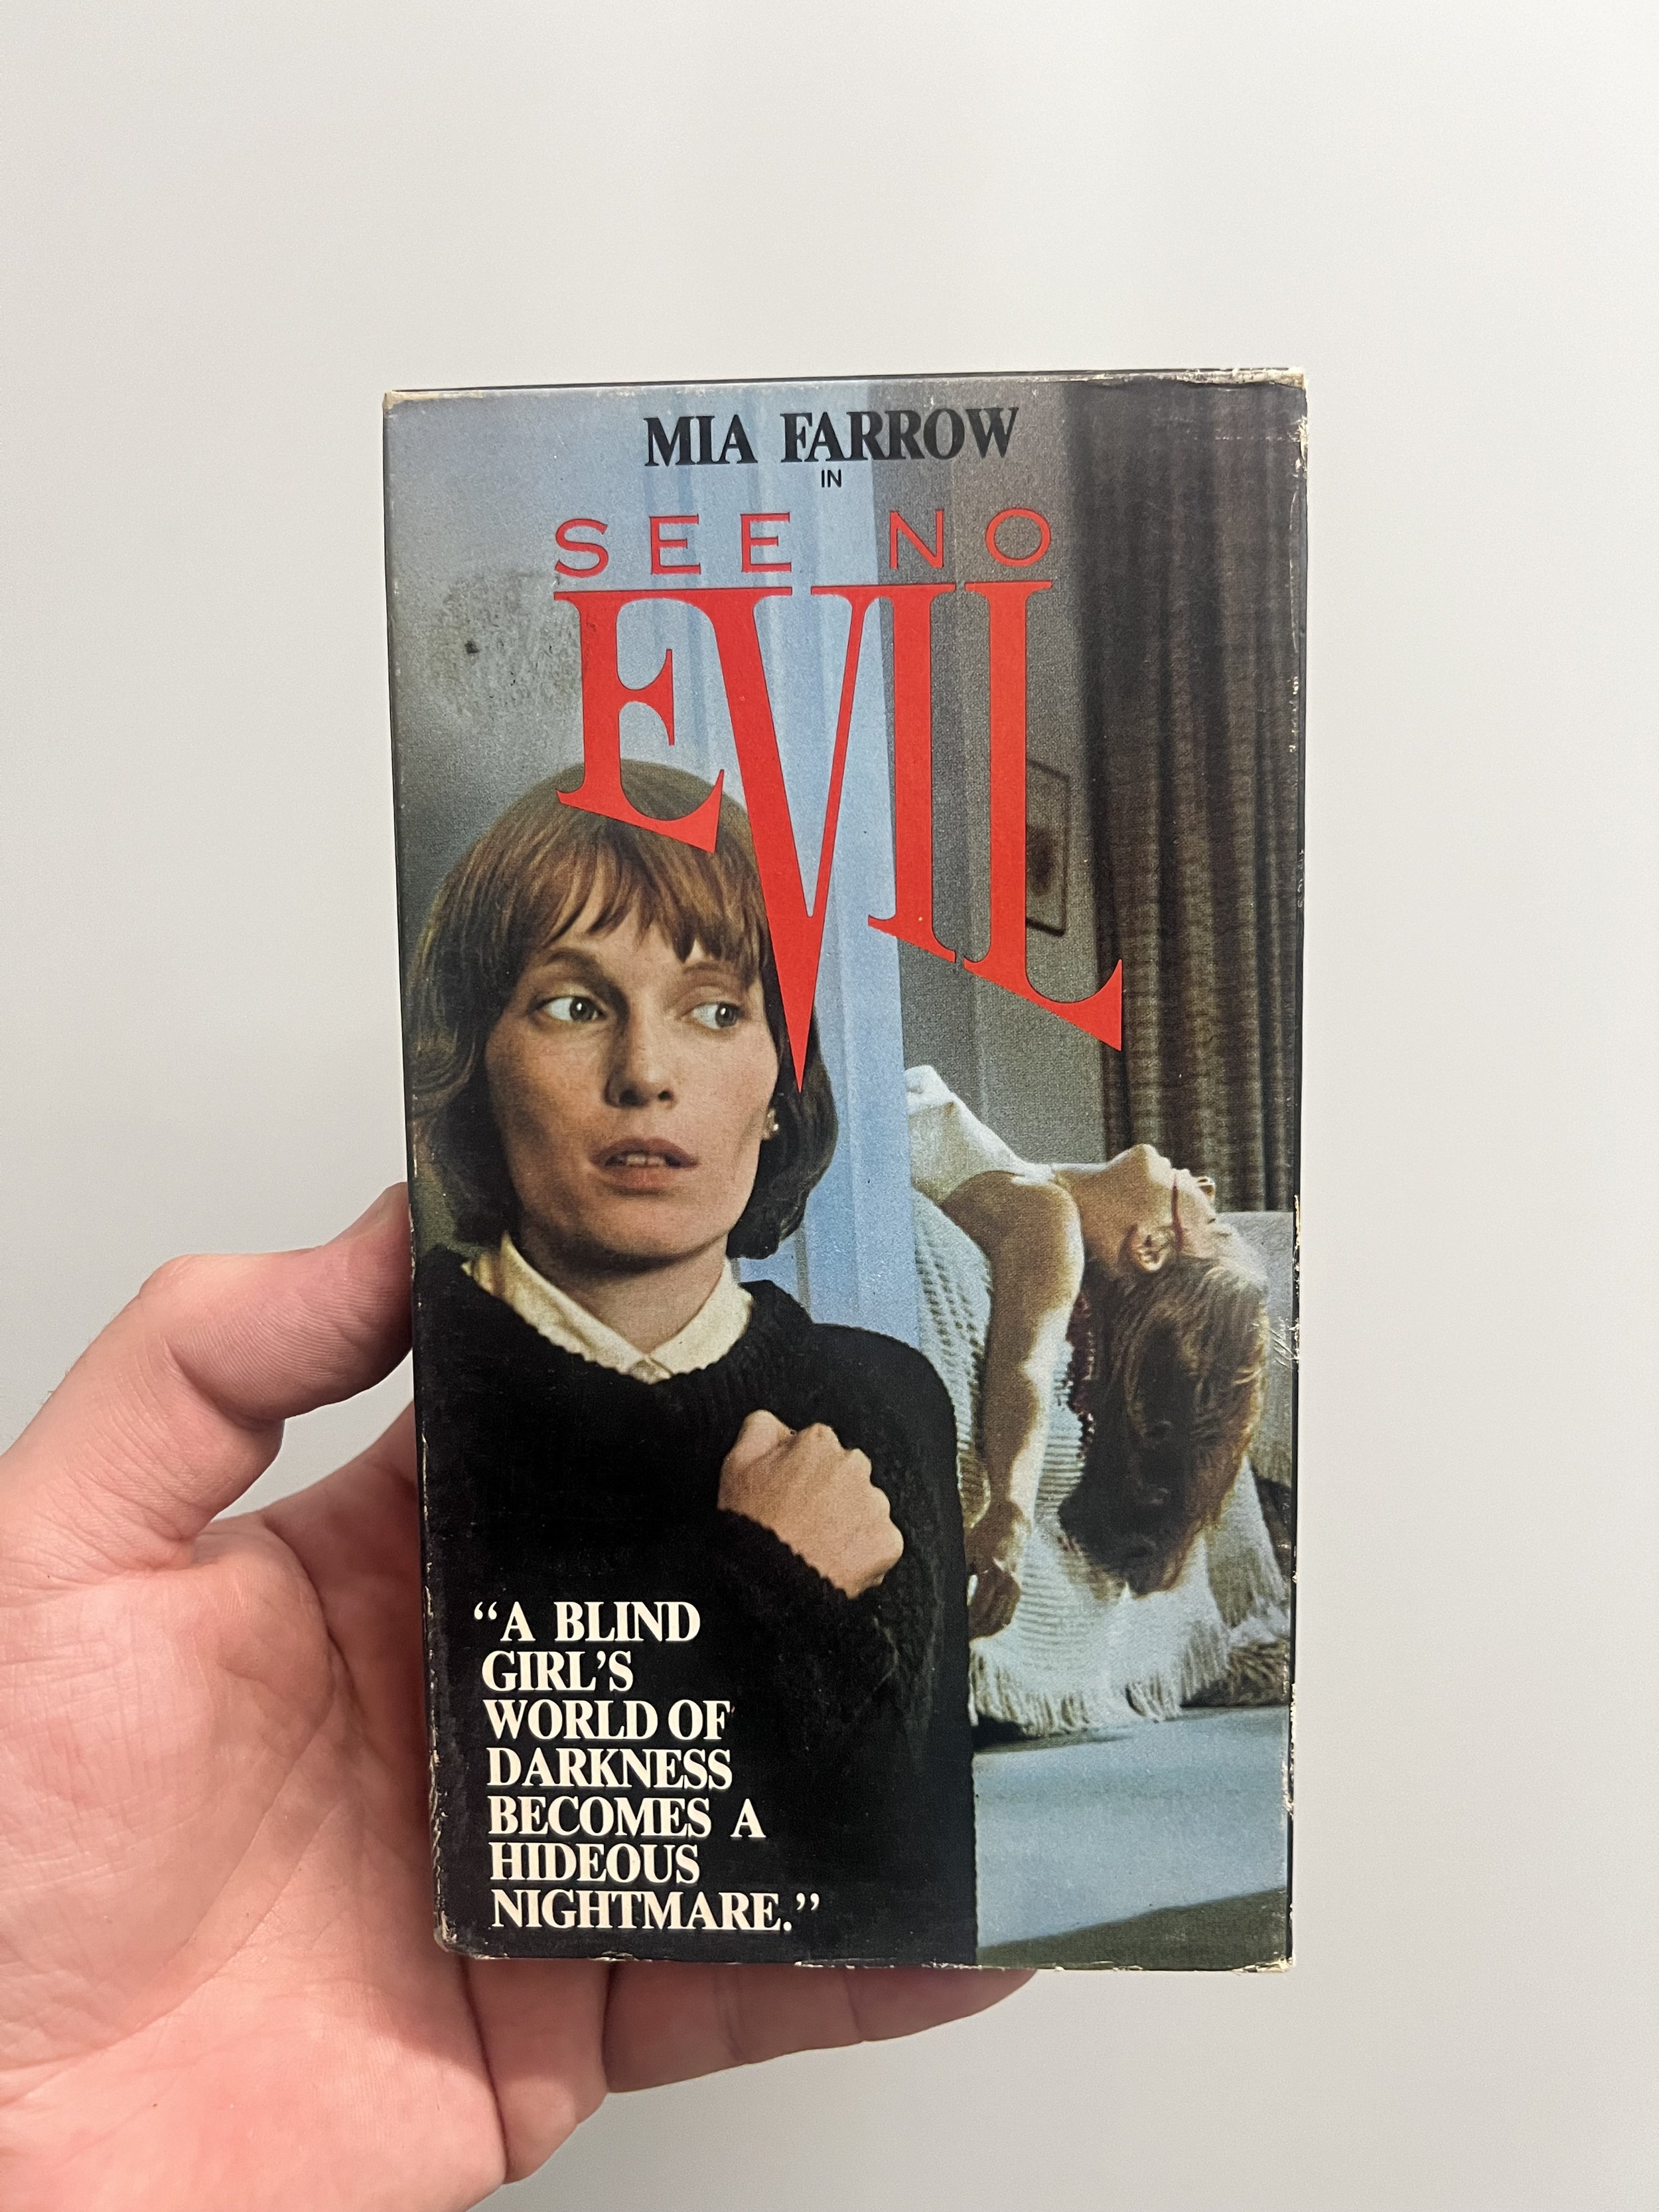 MIA FARROW
IN
SEE NO
EVIL
“A BLIND
GIRL’S
WORLD OF
DARKNESS
BECOMES A
HIDEOUS
NIGHTMARE.”